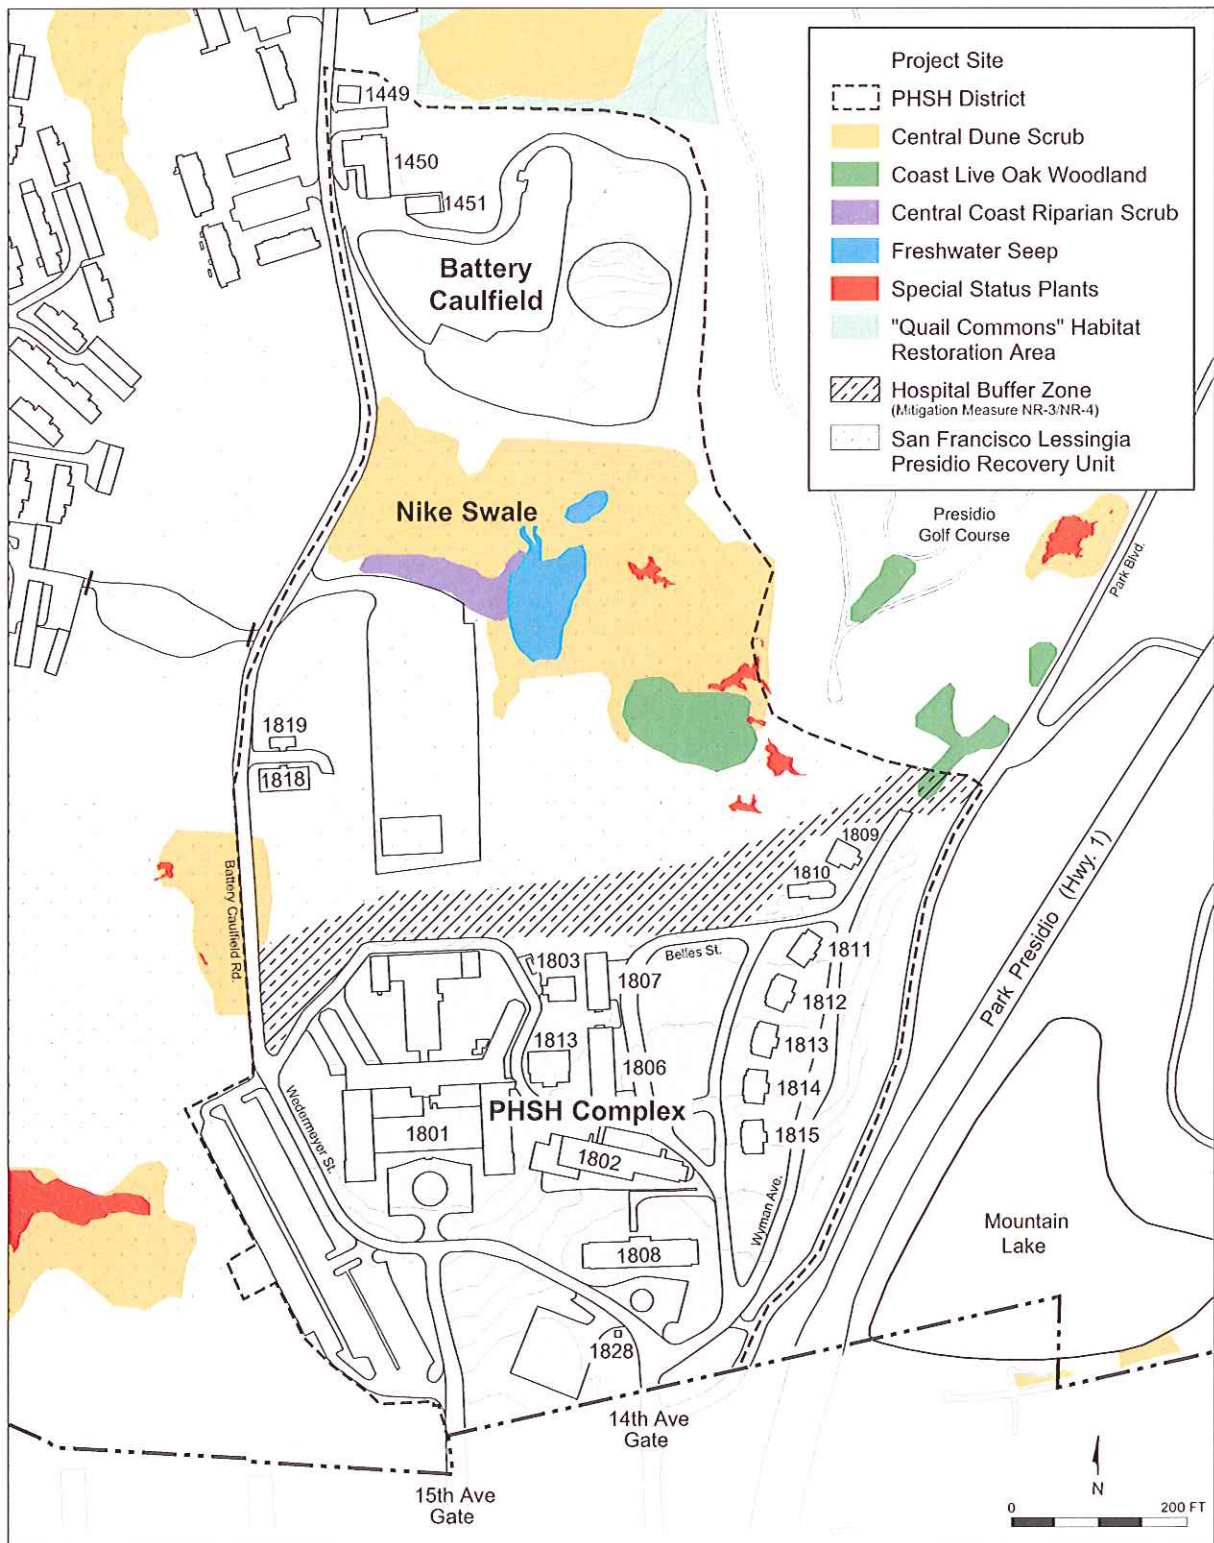 Project Site
PHSH District
Central Dune Scrub
Coast Live Oak Woodland
Central Coast Riparian Scrub
Freshwater Seep
Special Status Plants
"Quail Commons" Habitat
Restoration Area
Hospital Buffer Zone
(Mitigation Measure NR-3/NR-4)
San Francisco Lessingia
Presidio Recovery Unit
1449
1450
1451
Battery
Caulfield
Nike Swale
Presidio
Golf Course
Park Blvd.
1819
1818
Battery Caulfield Rd.
1809
1810
Park Presidio (Hwy. 1)
1803
1807
Belles St.
1811
1812
1813
1813
1806
1814
PHSH Complex
1801
1802
1815
Wedermeyer St.
Wyman Ave.
1808
Mountain
Lake
1828
14th Ave
Gate
15th Ave
Gate
N
0 200 FT